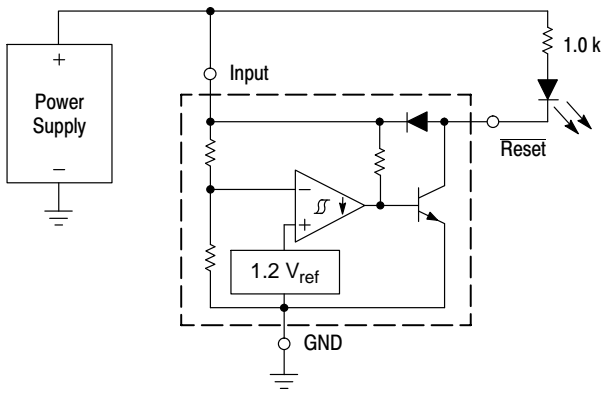 +
Input
1.0 k
Power
Supply
Reset
−
−
+
1.2 Vref
GND